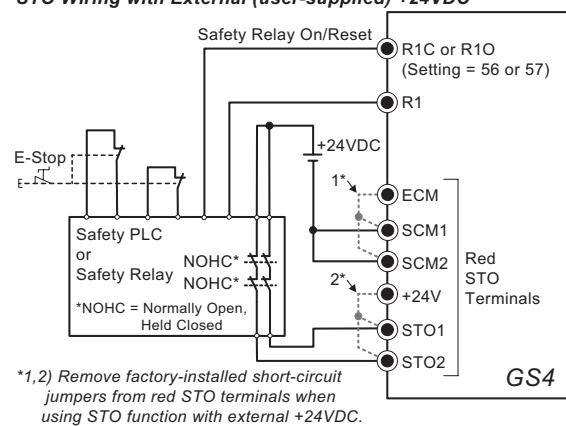 STO Wiring with External (user-supplied) +24VDC
Safety Relay On/Reset
R1C or R1O
(Setting = 56 or 57)
R1
+24VDC
E-Stop
1*
ECM
SCM1
SCM2
2*
+24V
STO1
STO2
Red
STO
Terminals
Safety PLC
or
Safety Relay
NOHC*
NOHC*
*NOHC = Normally Open,
Held Closed
GS4
*1,2) Remove factory-installed short-circuit
jumpers from red STO terminals when
using STO function with external +24VDC.